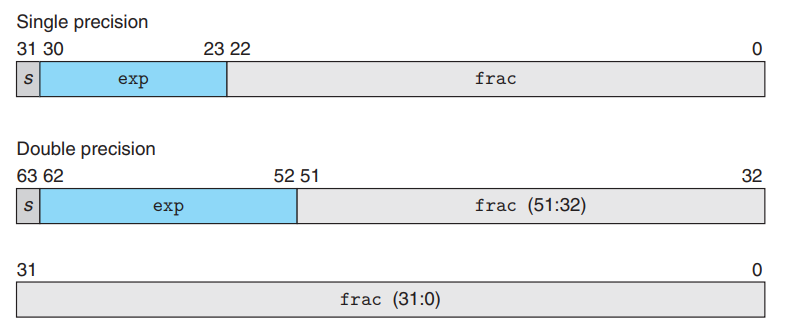 Single precision
31 30 23 22 0
s exp frac
Double precision
63 62 52 51 32
s exp frac (51:32)
31 0
frac (31:0)